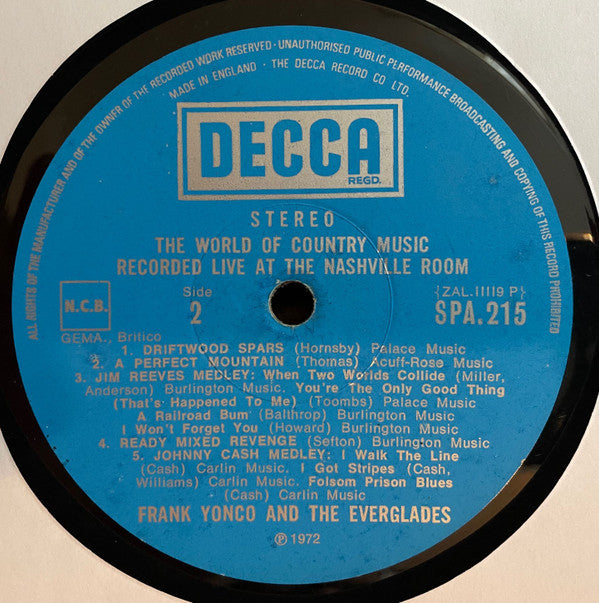 ALL RIGHTS OF THE MANUFACTURER AND OF THE OWNER OF THE RECORDED WORK RESERVED · UNAUTHORISED PUBLIC PERFORMANCE BROADCASTING AND COPYING OF THIS RECORD PROHIBITED
MADE IN ENGLAND · THE DECCA RECORD CO LTD.
DECCA
REGD.
STEREO
THE WORLD OF COUNTRY MUSIC
RECORDED LIVE AT THE NASHVILLE ROOM
N.C.B.
Side
2
{ZAL.11119 P}
SPA.215
GEMA., Britico
1. DRIFTWOOD SPARS (Hornsby) Palace Music
2. A PERFECT MOUNTAIN (Thomas) Acuff-Rose Music
3. JIM REEVES MEDLEY: When Two Worlds Collide (Miller,
Anderson) Burlington Music. You're The Only Good Thing
(That's Happened To Me) (Toombs) Palace Music
A Railroad Bum (Balthrop) Burlington Music
I Won't Forget You (Howard) Burlington Music
4. READY MIXED REVENGE (Sefton) Burlington Music
5. JOHNNY CASH MEDLEY: I Walk The Line
(Cash) Carlin Music. I Got Stripes (Cash,
Williams) Carlin Music. Folsom Prison Blues
(Cash) Carlin Music
FRANK YONCO AND THE EVERGLADES
℗ 1972